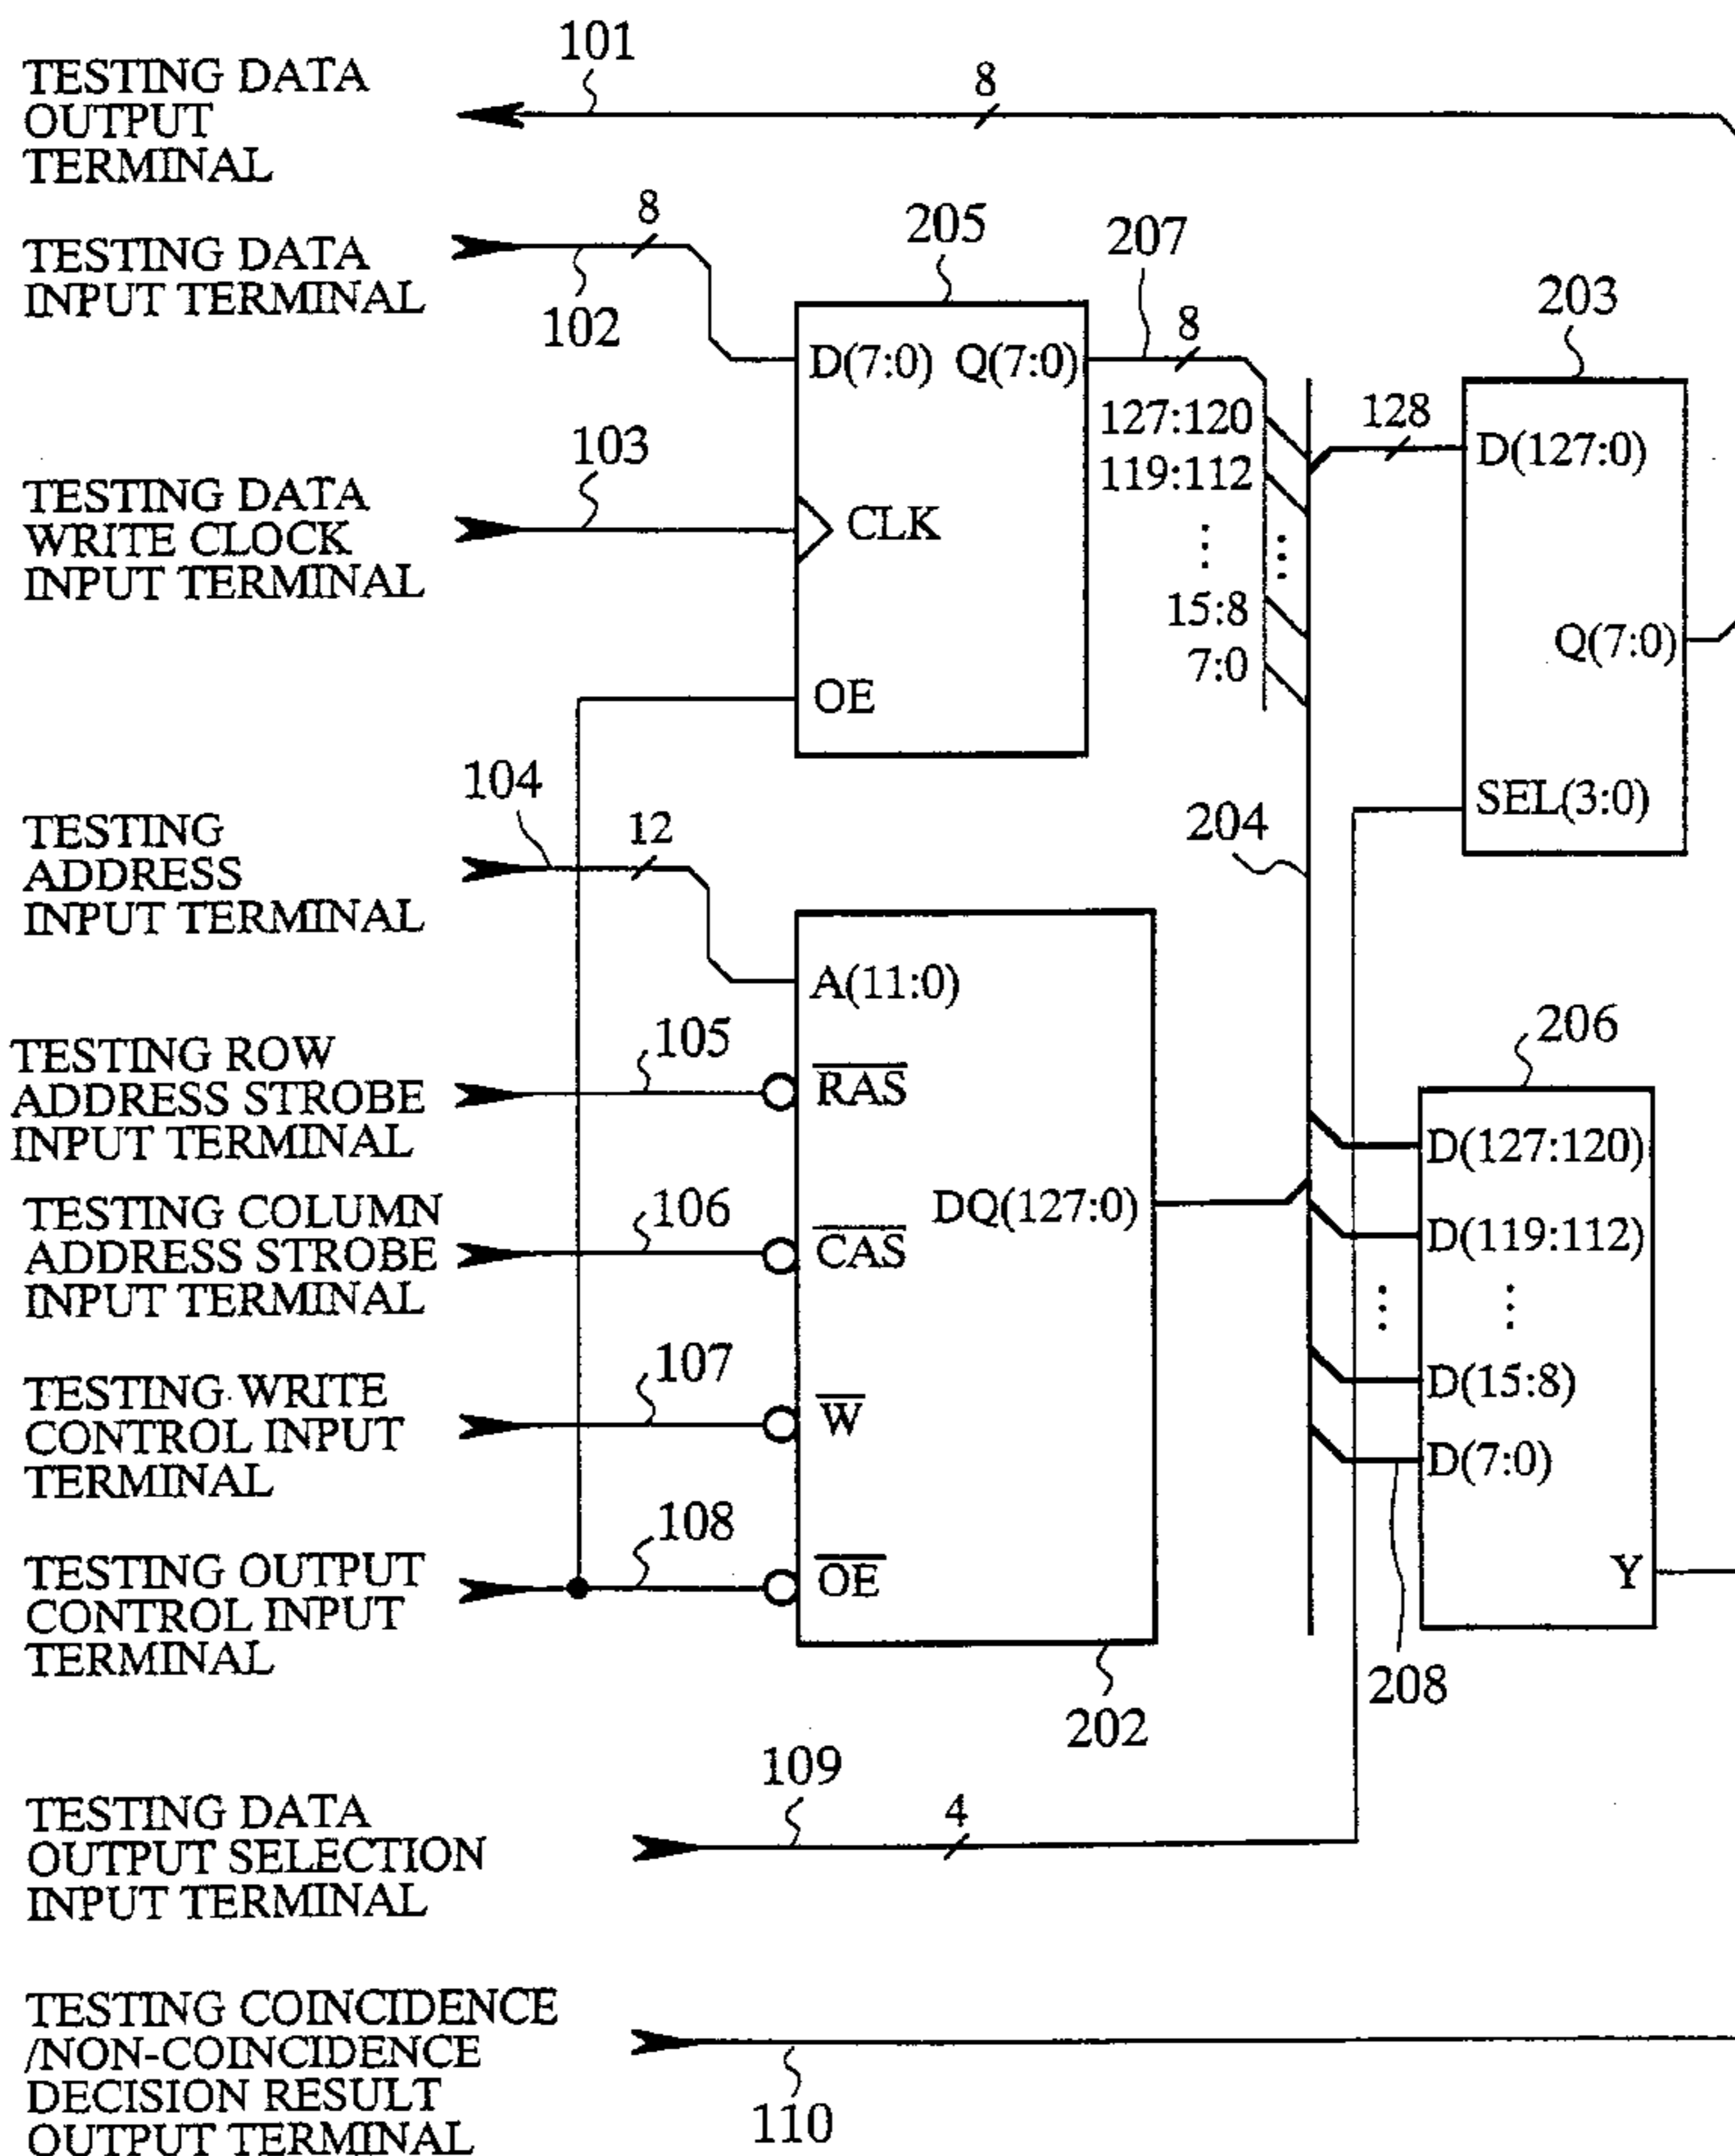 101
TESTING DATA
OUTPUT
TERMINAL
8
TESTING DATA
INPUT TERMINAL
8
102
205
207
8
203
D(7:0) Q(7:0)
127:120
119:112
⋮ ⋮
15:8
7:0
128
D(127:0)
Q(7:0)
SEL(3:0)
TESTING DATA
WRITE CLOCK
INPUT TERMINAL
103
CLK
OE
104
TESTING
ADDRESS
INPUT TERMINAL
12
204
A(11:0)
TESTING ROW
ADDRESS STROBE
INPUT TERMINAL
105
R̅A̅S̅
206
D(127:120)
DQ(127:0)
D(119:112)
⋮ ⋮
D(15:8)
D(7:0)
Y
208
TESTING COLUMN
ADDRESS STROBE
INPUT TERMINAL
106
C̅A̅S̅
TESTING WRITE
CONTROL INPUT
TERMINAL
107
W̅
TESTING OUTPUT
CONTROL INPUT
TERMINAL
108
O̅E̅
202
109
TESTING DATA
OUTPUT SELECTION
INPUT TERMINAL
4
TESTING COINCIDENCE
/NON-COINCIDENCE
DECISION RESULT
OUTPUT TERMINAL
110